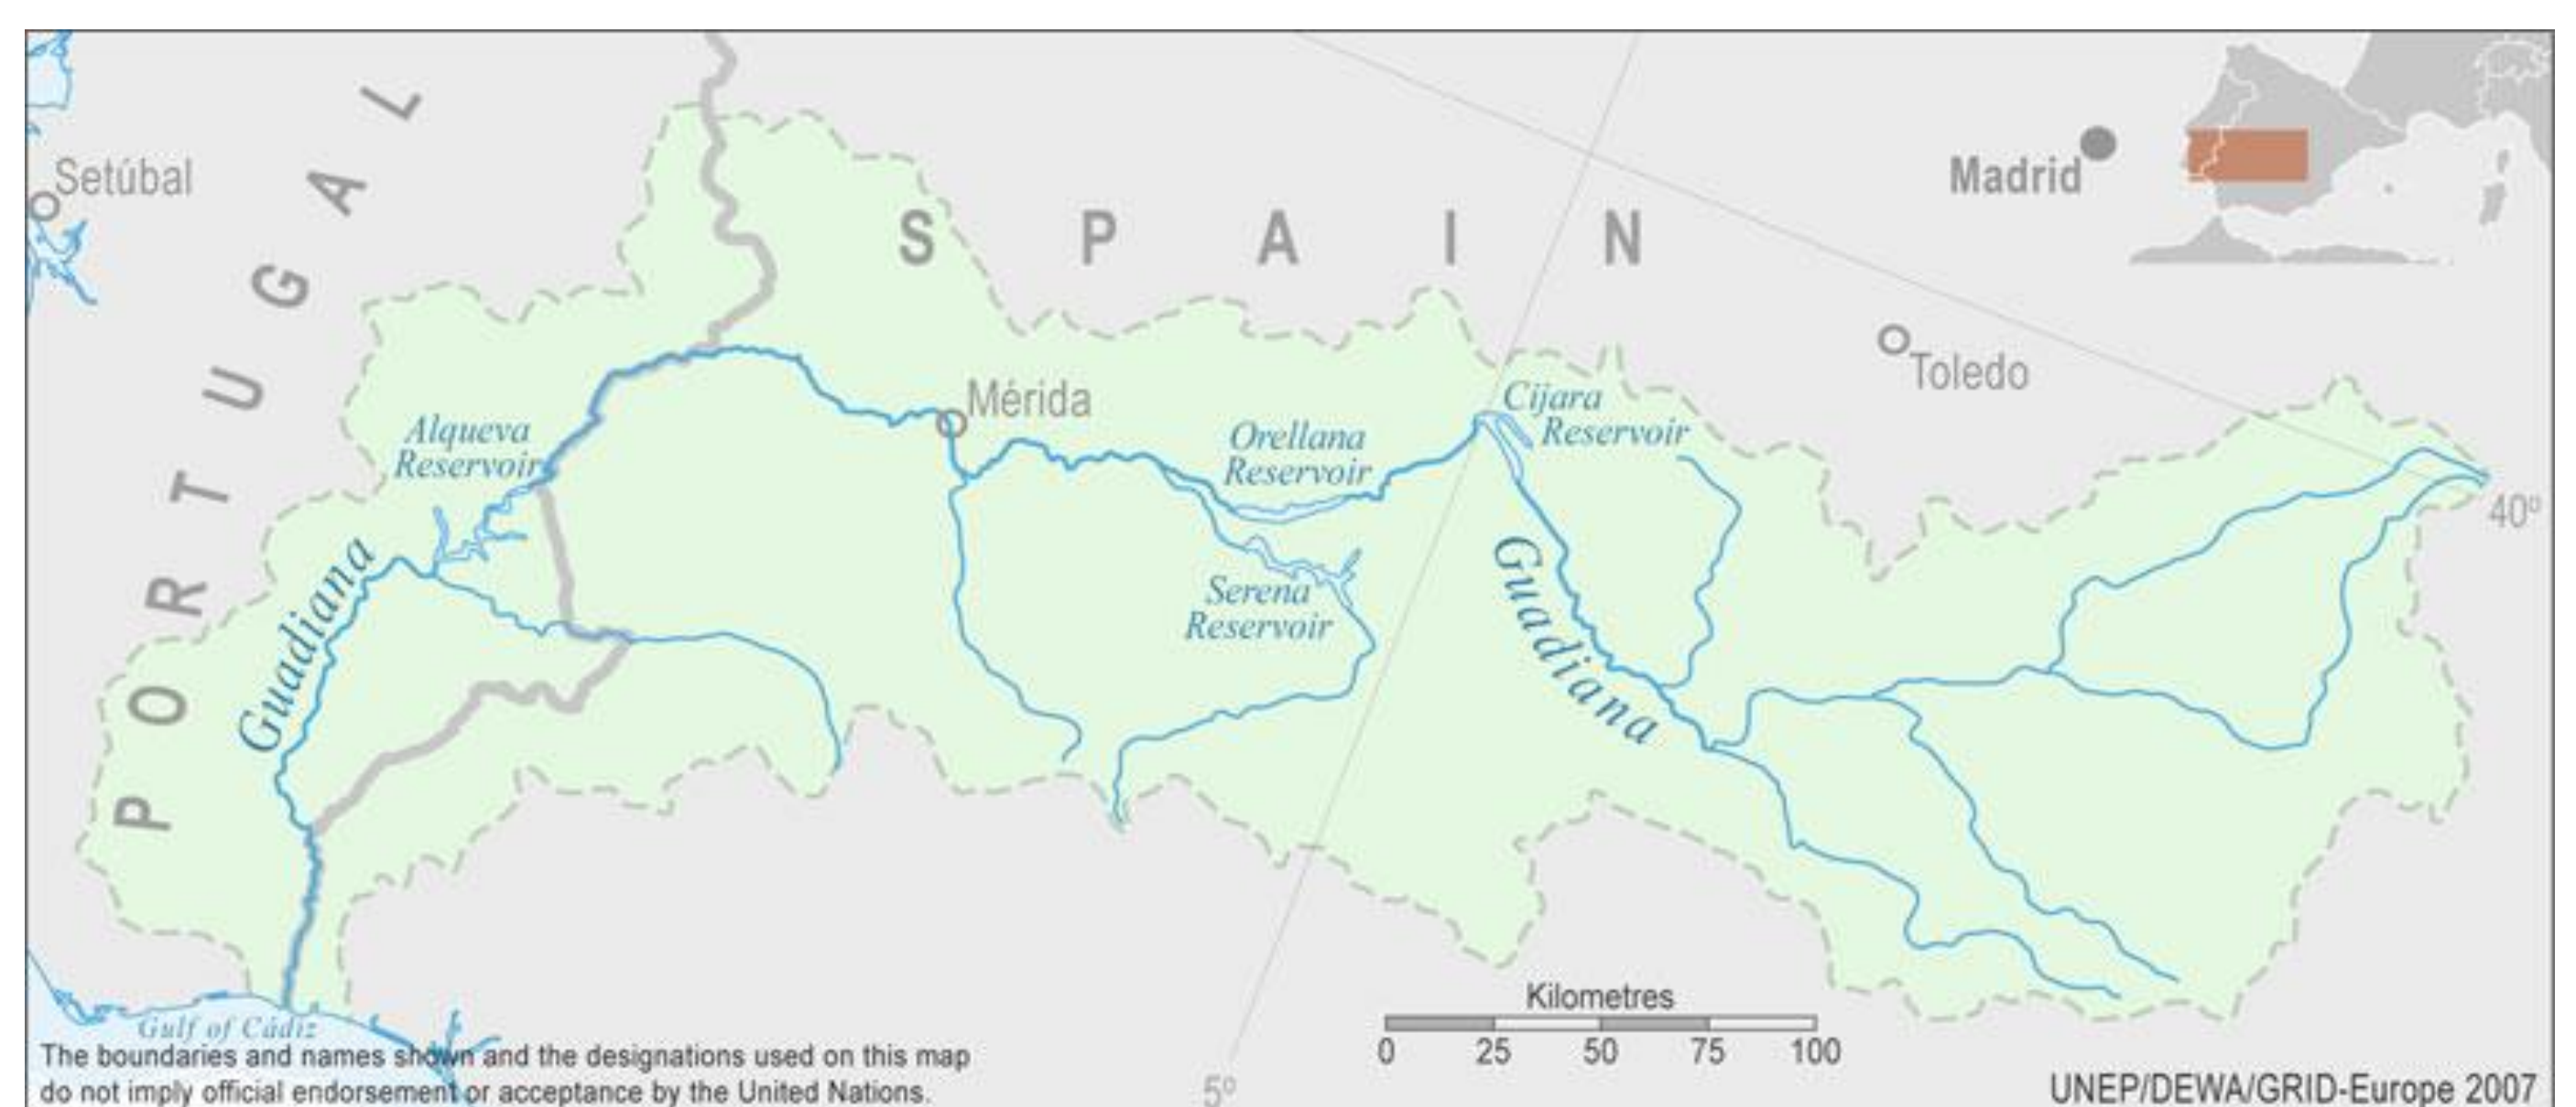 Setúbal
PORTUGAL
SPAIN
Madrid
Toledo
Mérida
Cijara
Reservoir
Orellana
Reservoir
Alqueva
Reservoir
Serena
Reservoir
Guadiana
Guadiana
40º
Gulf of Cádiz
Kilometres
0 25 50 75 100
5º
The boundaries and names shown and the designations used on this map
do not imply official endorsement or acceptance by the United Nations.
UNEP/DEWA/GRID-Europe 2007